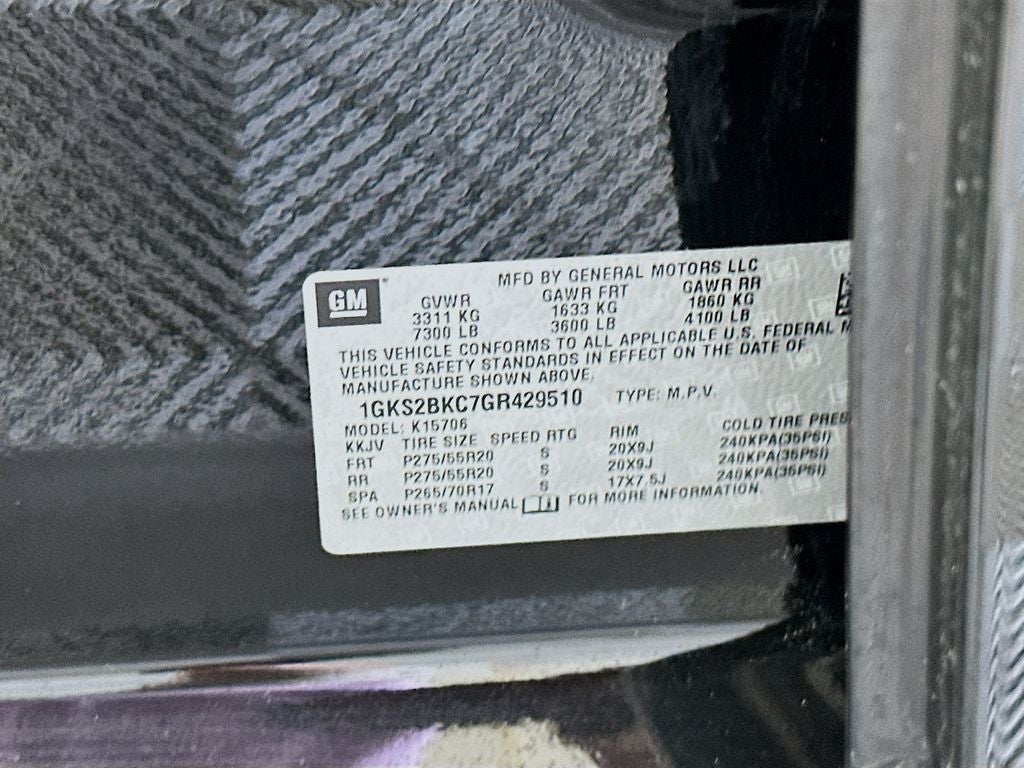 GM
MFD BY GENERAL MOTORS LLC
GVWR GAWR FRT GAWR RR
3311 KG 1633 KG 1860 KG
7300 LB 3600 LB 4100 LB
THIS VEHICLE CONFORMS TO ALL APPLICABLE U.S. FEDERAL M
VEHICLE SAFETY STANDARDS IN EFFECT ON THE DATE OF
MANUFACTURE SHOWN ABOVE.
1GKS2BKC7GR429510 TYPE: M.P.V.
MODEL: K15706
KKJV TIRE SIZE SPEED RTG RIM COLD TIRE PRES
FRT P275/55R20 S 20X9J 240KPA(35PSI)
RR P275/55R20 S 20X9J 240KPA(35PSI)
SPA P265/70R17 S 17X7.5J 240KPA(35PSI)
SEE OWNER'S MANUAL FOR MORE INFORMATION.